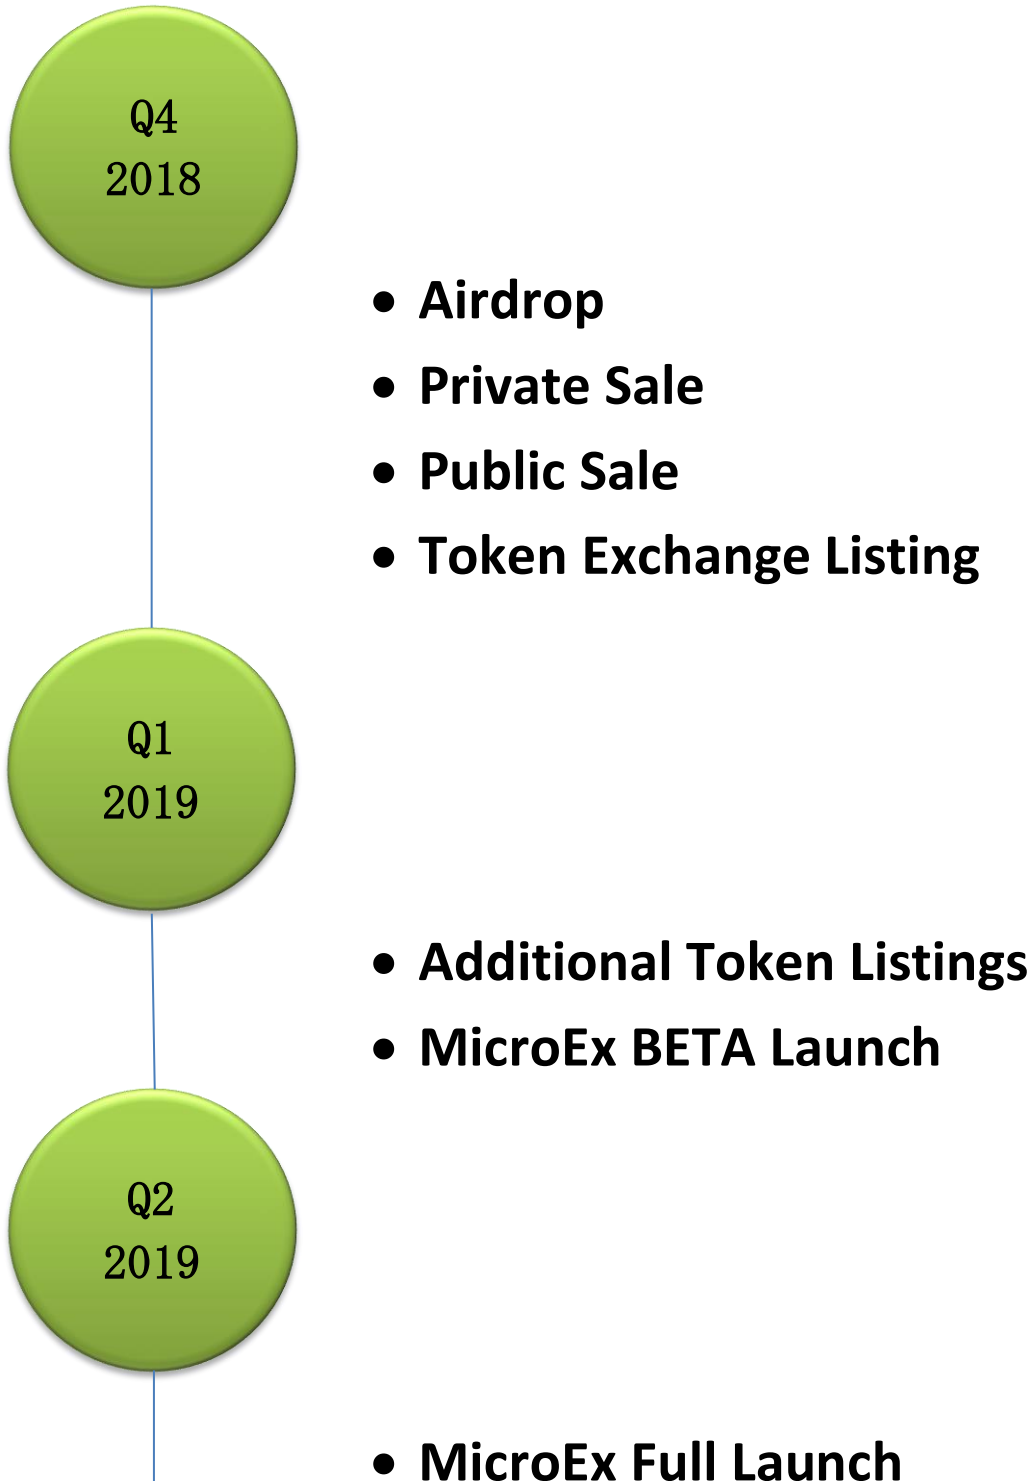 Q4
2018
• Airdrop
• Private Sale
• Public Sale
• Token Exchange Listing
Q1
2019
• Additional Token Listings
• MicroEx BETA Launch
Q2
2019
• MicroEx Full Launch